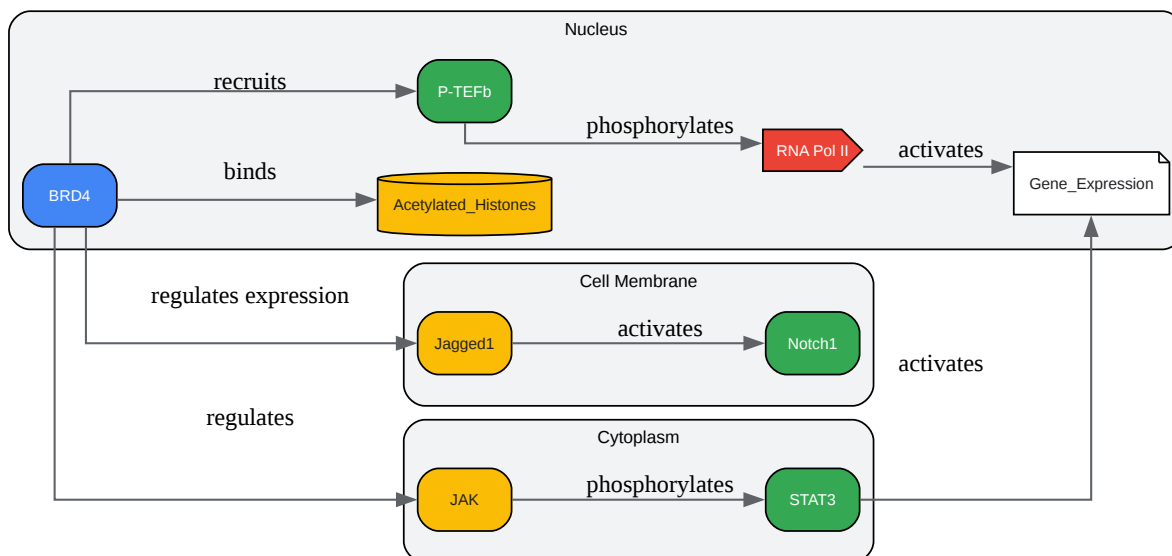 Nucleus
recruits
P-TEFb
phosphorylates
RNA Pol II
activates
Gene_Expression
BRD4
binds
Acetylated_Histones
Cell Membrane
regulates expression
Jagged1
activates
Notch1
activates
regulates
Cytoplasm
JAK
phosphorylates
STAT3